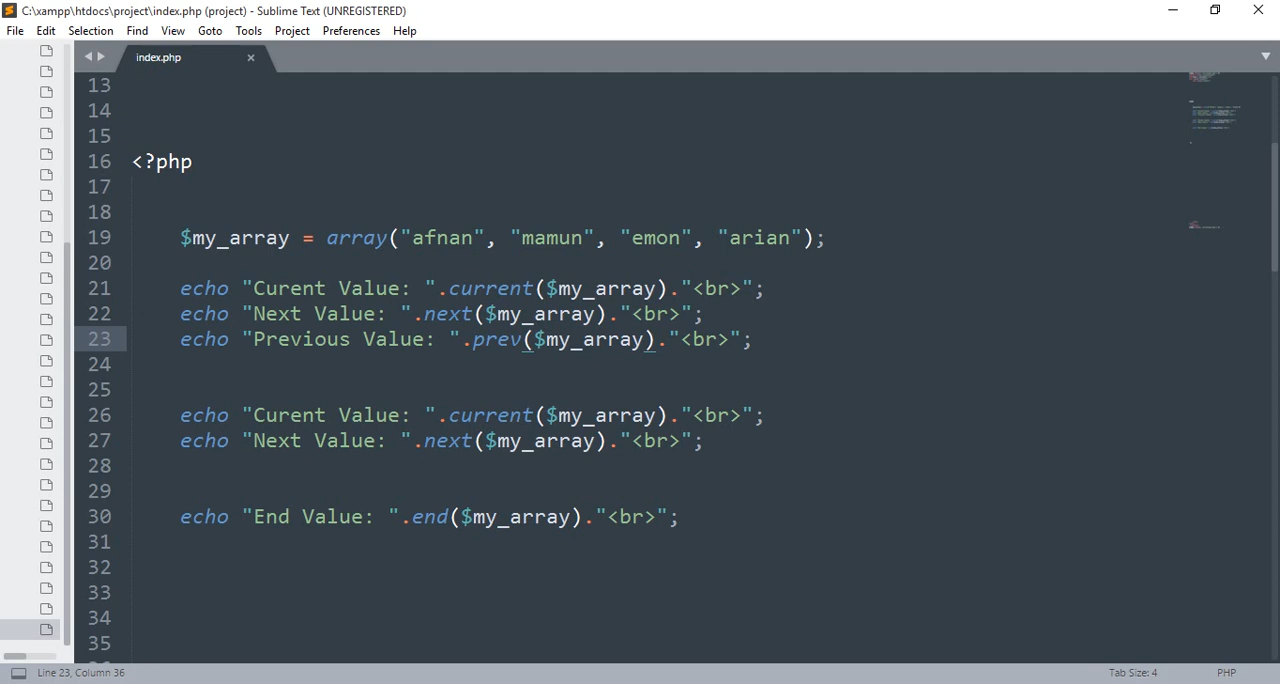 C:\xampp\htdocs\project\index.php (project) - Sublime Text (UNREGISTERED)
File Edit Selection Find View Goto Tools Project Preferences Help
index.php
13
14
15
16 <?php
17
18
19 $my_array = array("afnan", "mamun", "emon", "arian");
20
21 echo "Curent Value: ".current($my_array)."<br>";
22 echo "Next Value: ".next($my_array)."<br>";
23 echo "Previous Value: ".prev($my_array)."<br>";
24
25
26 echo "Curent Value: ".current($my_array)."<br>";
27 echo "Next Value: ".next($my_array)."<br>";
28
29
30 echo "End Value: ".end($my_array)."<br>";
31
32
33
34
35
Line 23, Column 36 Tab Size: 4 PHP